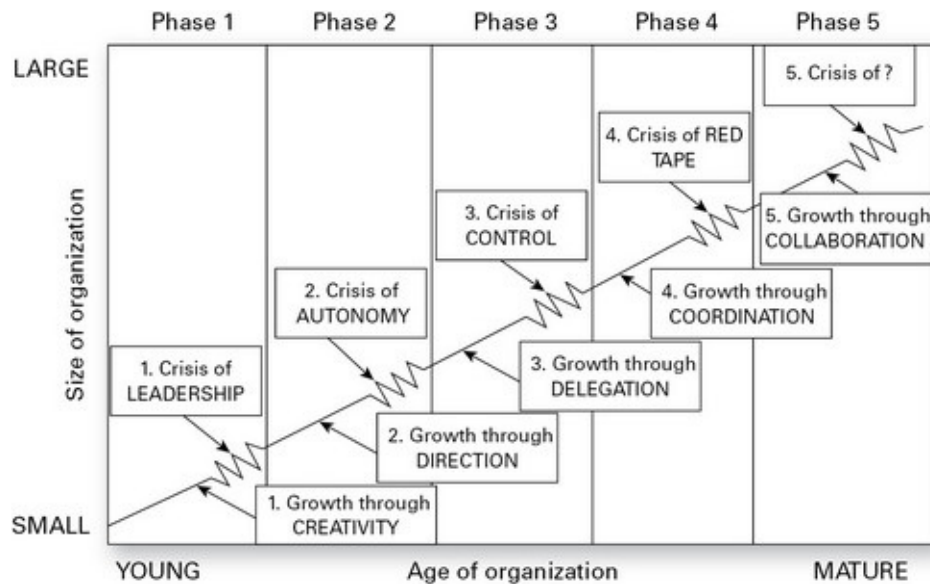 Phase 1
Phase 2
Phase 3
Phase 4
Phase 5
LARGE
5. Crisis of ?
4. Crisis of RED
TAPE
3. Crisis of
CONTROL
5. Growth through
COLLABORATION
2. Crisis of
AUTONOMY
4. Growth through
COORDINATION
Size of organization
1. Crisis of
LEADERSHIP
3. Growth through
DELEGATION
2. Growth through
DIRECTION
1. Growth through
CREATIVITY
SMALL
YOUNG
Age of organization
MATURE